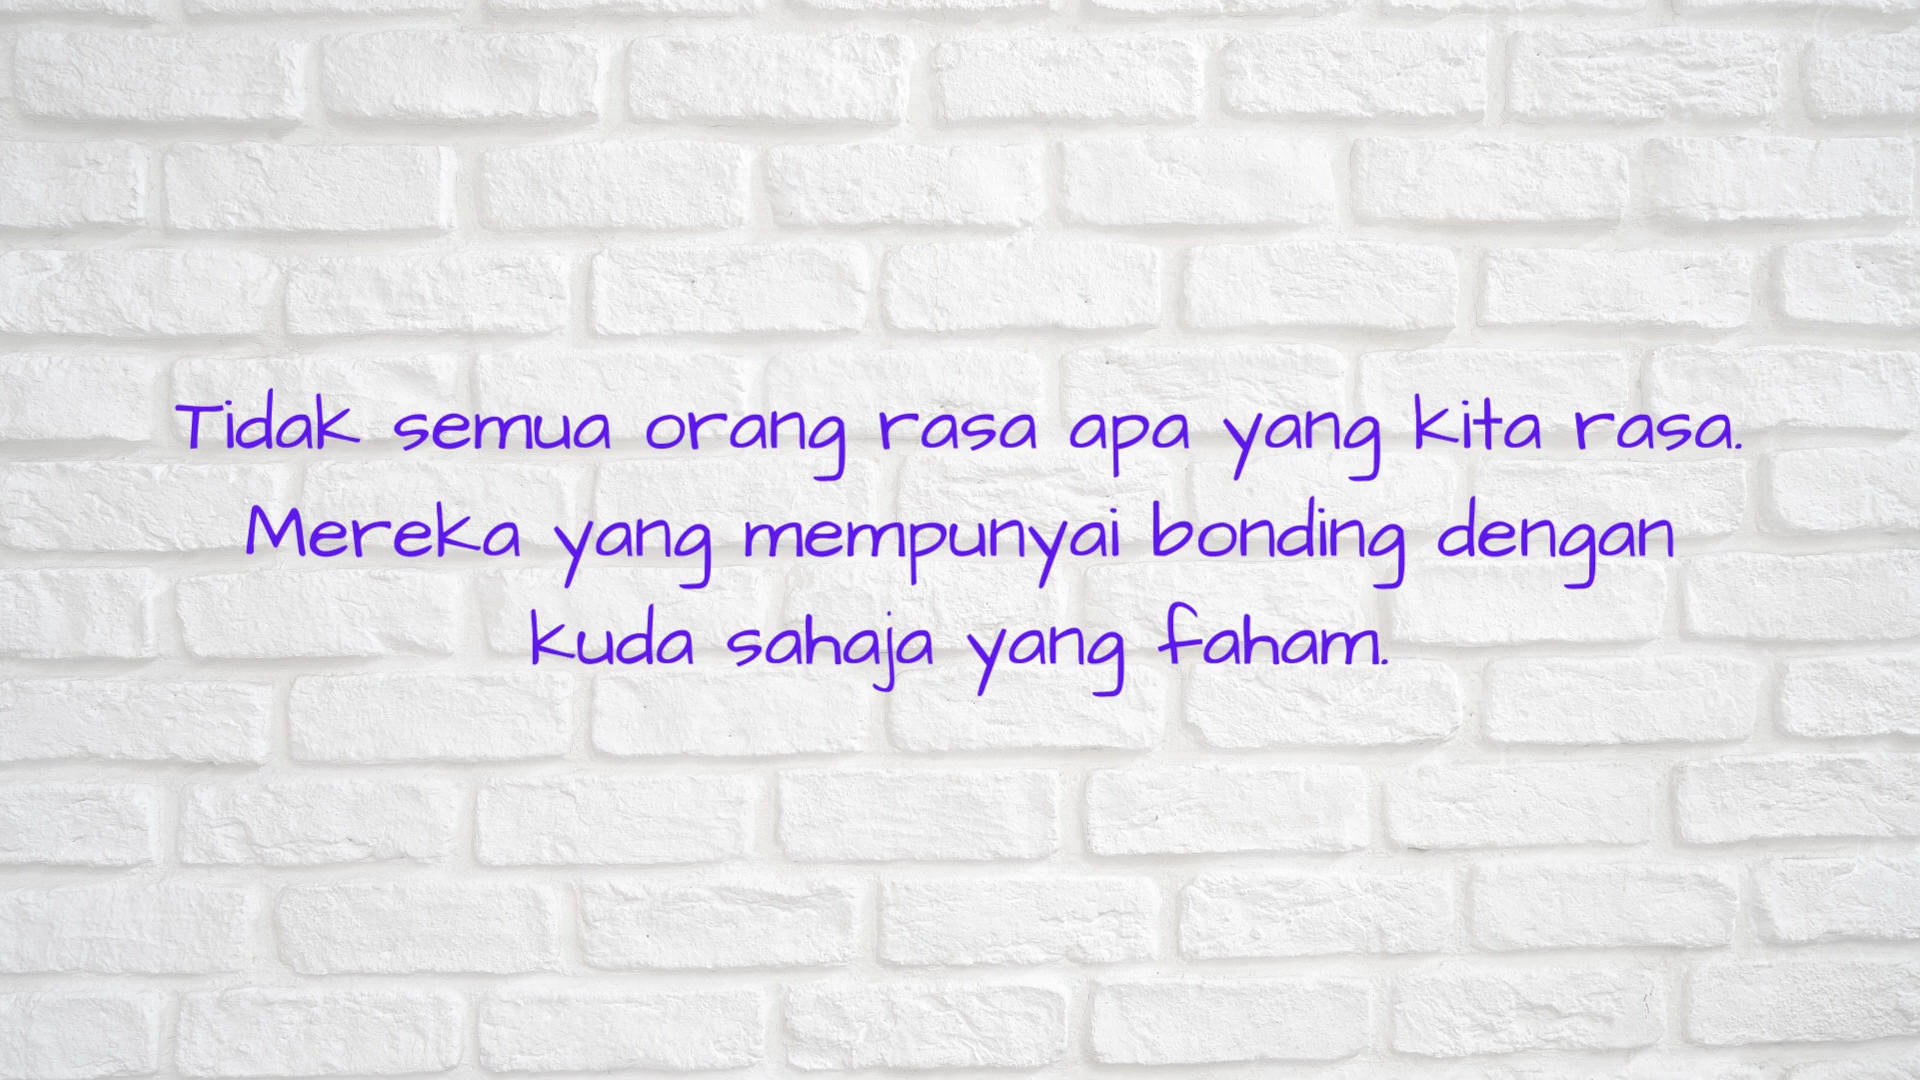 Tidak semua orang rasa apa yang kita rasa.
Mereka yang mempunyai bonding dengan
kuda sahaja yang faham.